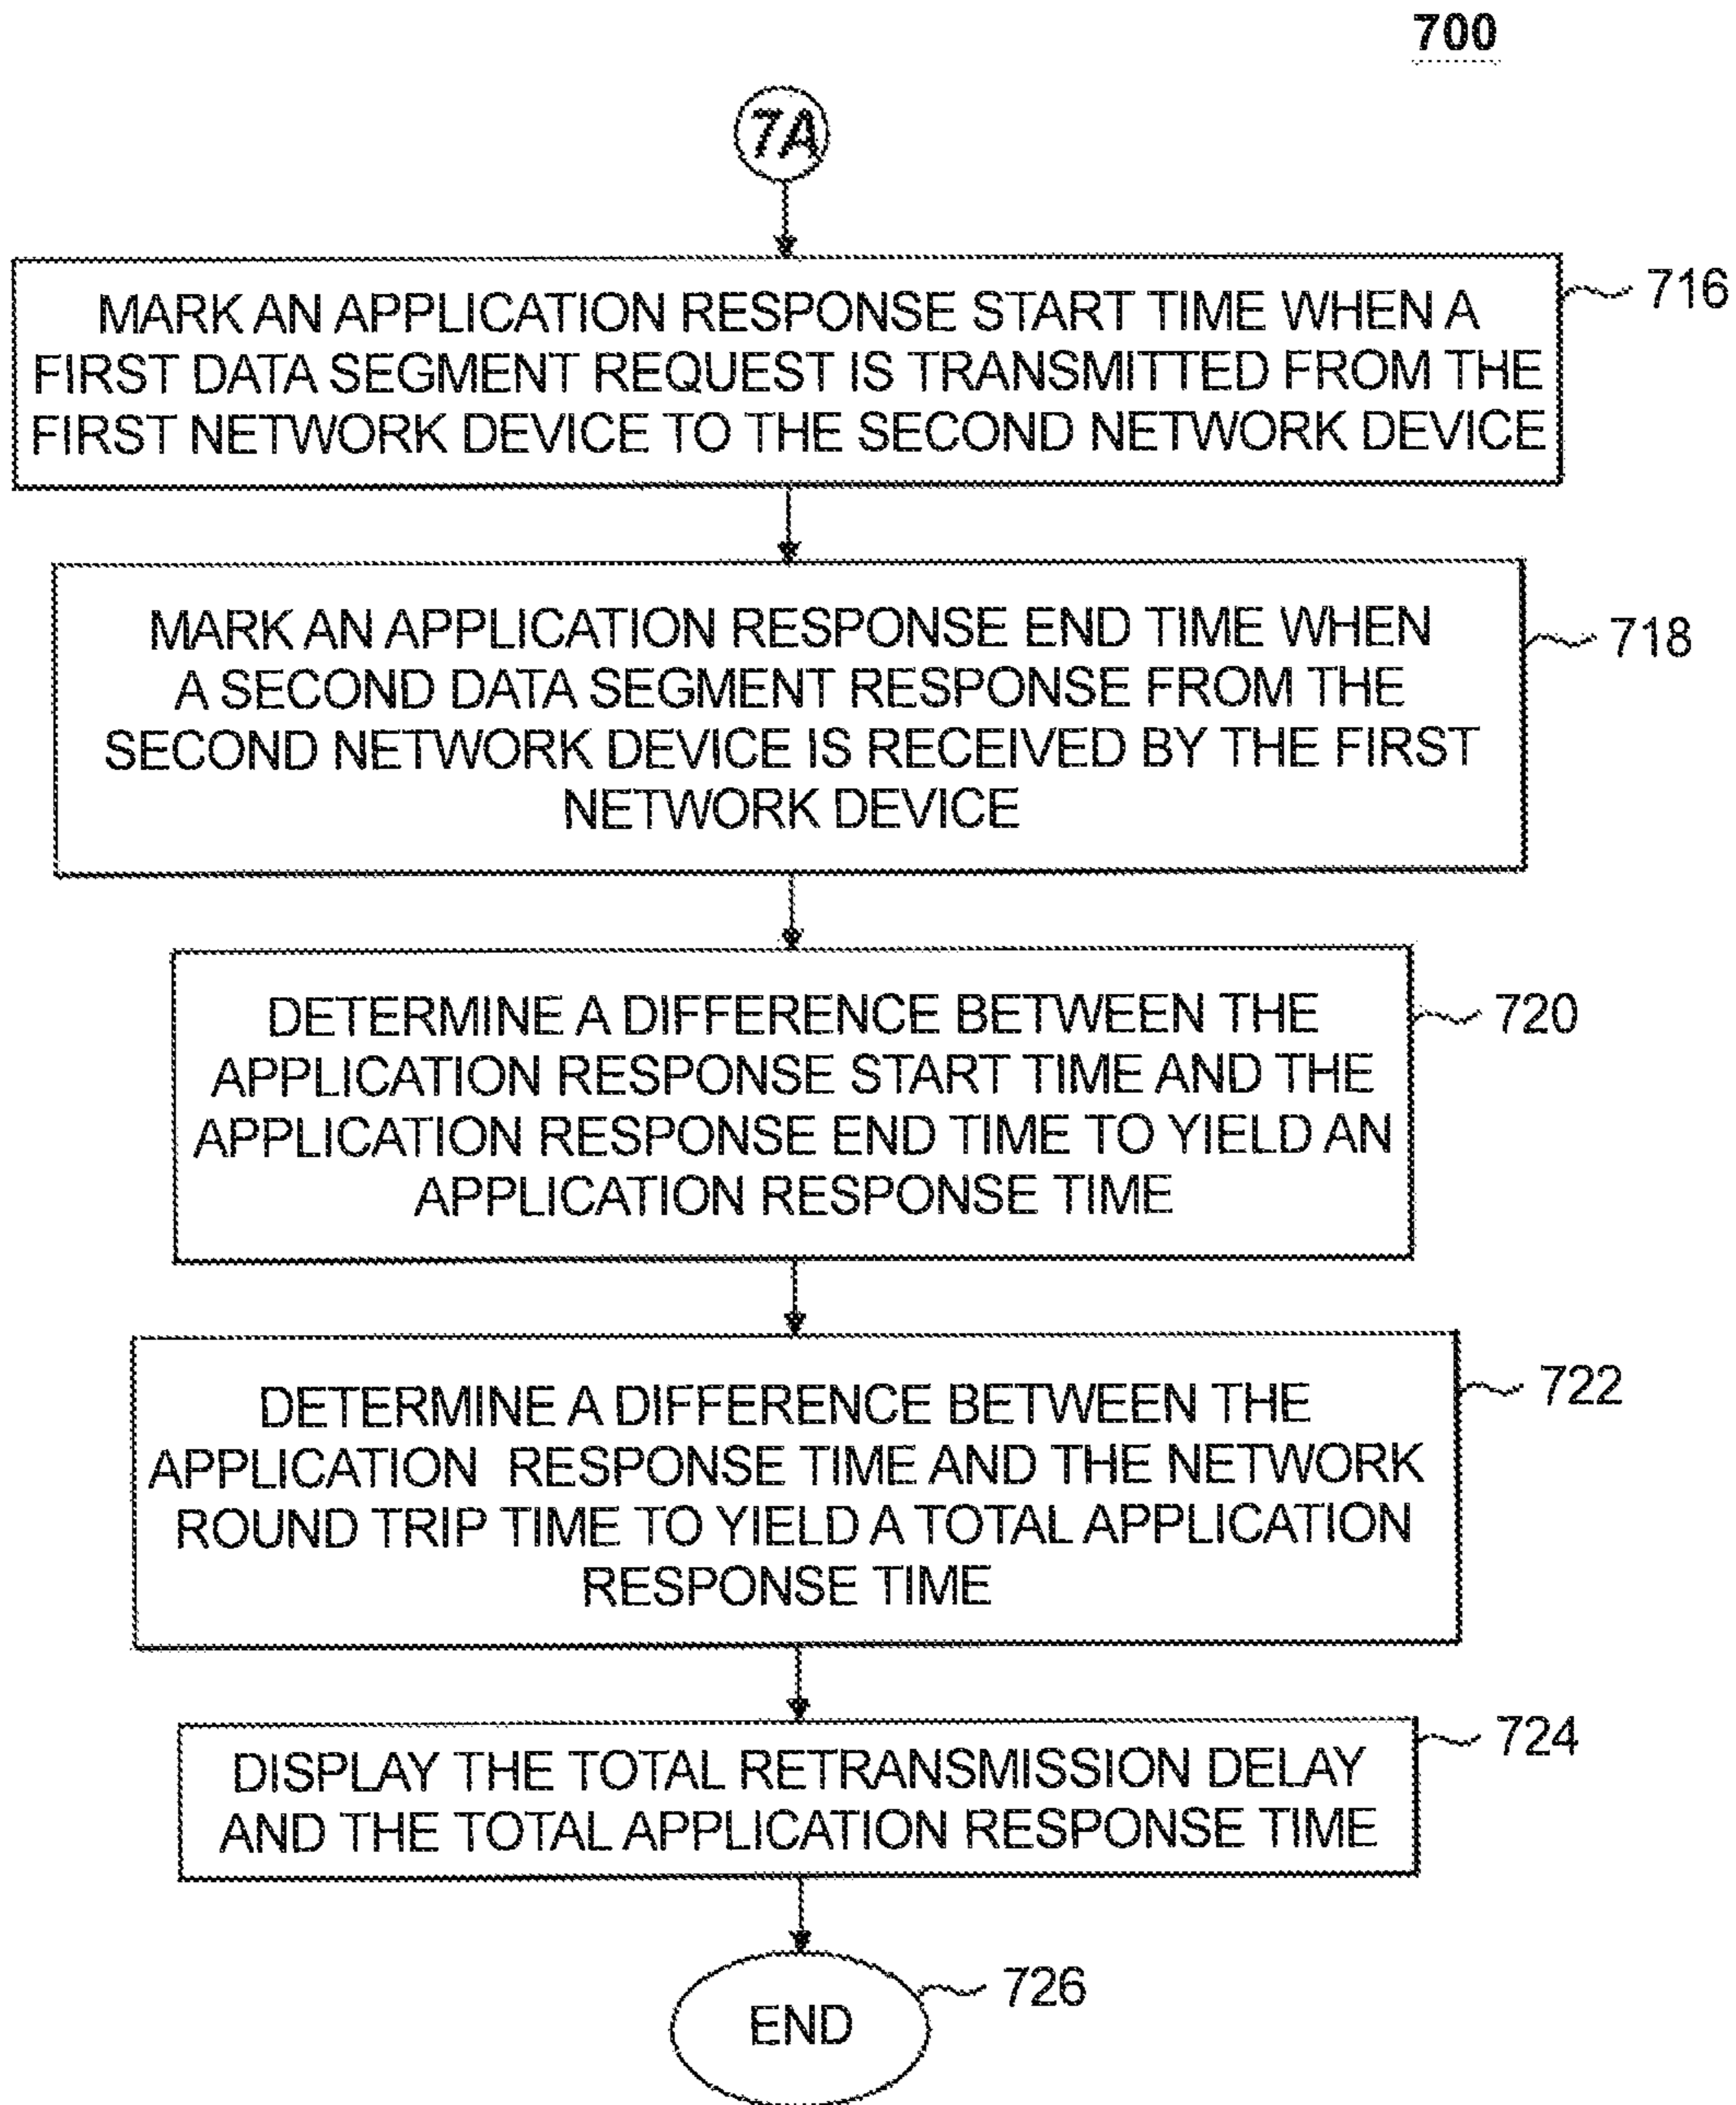 700
7A
MARK AN APPLICATION RESPONSE START TIME WHEN A
FIRST DATA SEGMENT REQUEST IS TRANSMITTED FROM THE
FIRST NETWORK DEVICE TO THE SECOND NETWORK DEVICE
716
MARK AN APPLICATION RESPONSE END TIME WHEN
A SECOND DATA SEGMENT RESPONSE FROM THE
SECOND NETWORK DEVICE IS RECEIVED BY THE FIRST
NETWORK DEVICE
718
DETERMINE A DIFFERENCE BETWEEN THE
APPLICATION RESPONSE START TIME AND THE
APPLICATION RESPONSE END TIME TO YIELD AN
APPLICATION RESPONSE TIME
720
DETERMINE A DIFFERENCE BETWEEN THE
APPLICATION RESPONSE TIME AND THE NETWORK
ROUND TRIP TIME TO YIELD A TOTAL APPLICATION
RESPONSE TIME
722
DISPLAY THE TOTAL RETRANSMISSION DELAY
AND THE TOTAL APPLICATION RESPONSE TIME
724
END
726